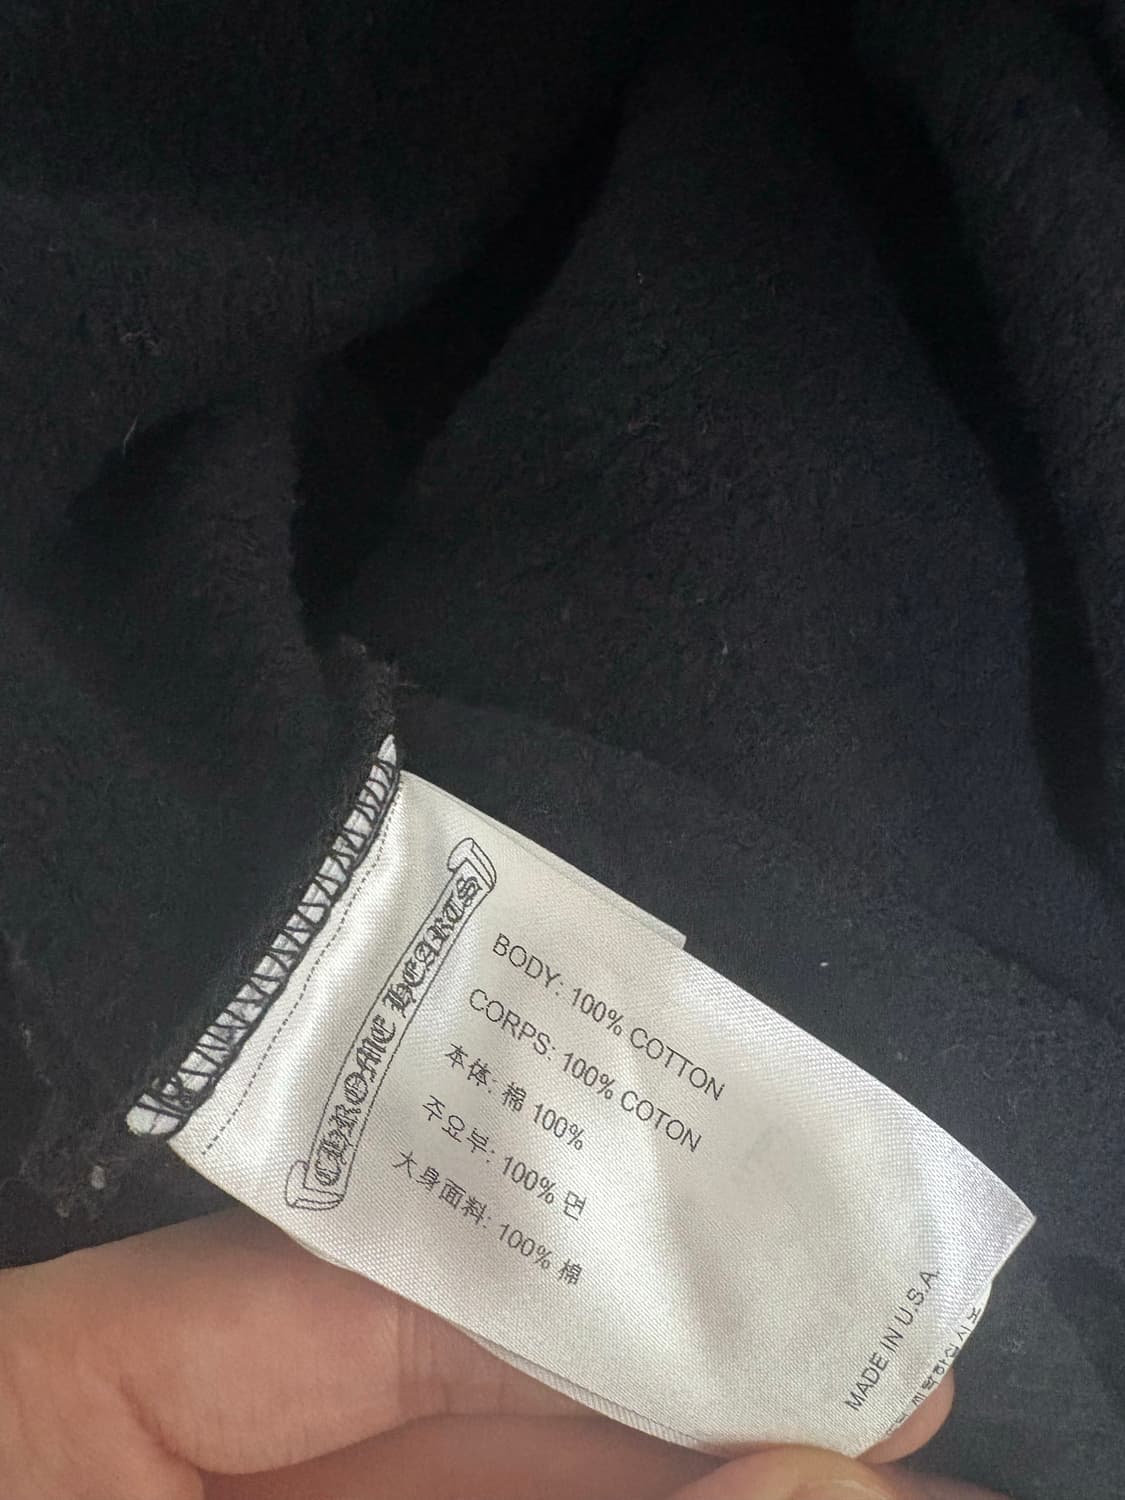 CHROME HEARTS
BODY: 100% COTTON
CORPS: 100% COTON
本体: 棉 100%
주요부: 100% 면
大身面料: 100% 棉
MADE IN U.S.A.